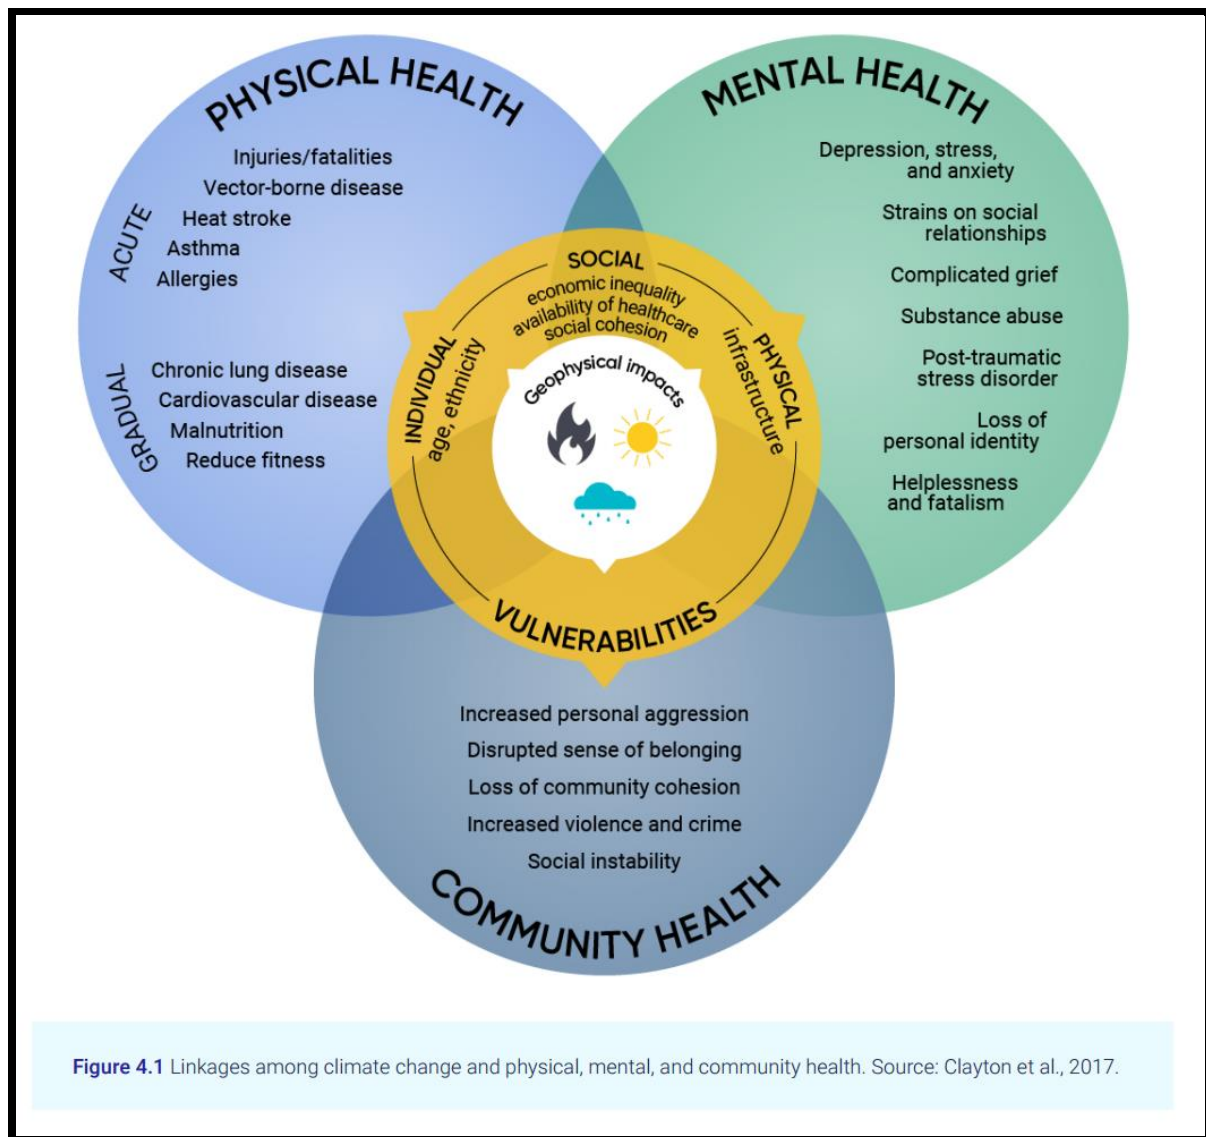 PHYSICAL HEALTH
Injuries/fatalities
Vector-borne disease
Heat stroke
Asthma
Allergies
ACUTE
Chronic lung disease
Cardiovascular disease
Malnutrition
Reduce fitness
GRADUAL
MENTAL HEALTH
Depression, stress,
and anxiety
Strains on social
relationships
Complicated grief
Substance abuse
Post-traumatic
stress disorder
Loss of
personal identity
Helplessness
and fatalism
SOCIAL
economic inequality
availability of healthcare
social cohesion
INDIVIDUAL
age, ethnicity
PHYSICAL
infrastructure
Geophysical impacts
VULNERABILITIES
Increased personal aggression
Disrupted sense of belonging
Loss of community cohesion
Increased violence and crime
Social instability
COMMUNITY HEALTH
Figure 4.1 Linkages among climate change and physical, mental, and community health. Source: Clayton et al., 2017.